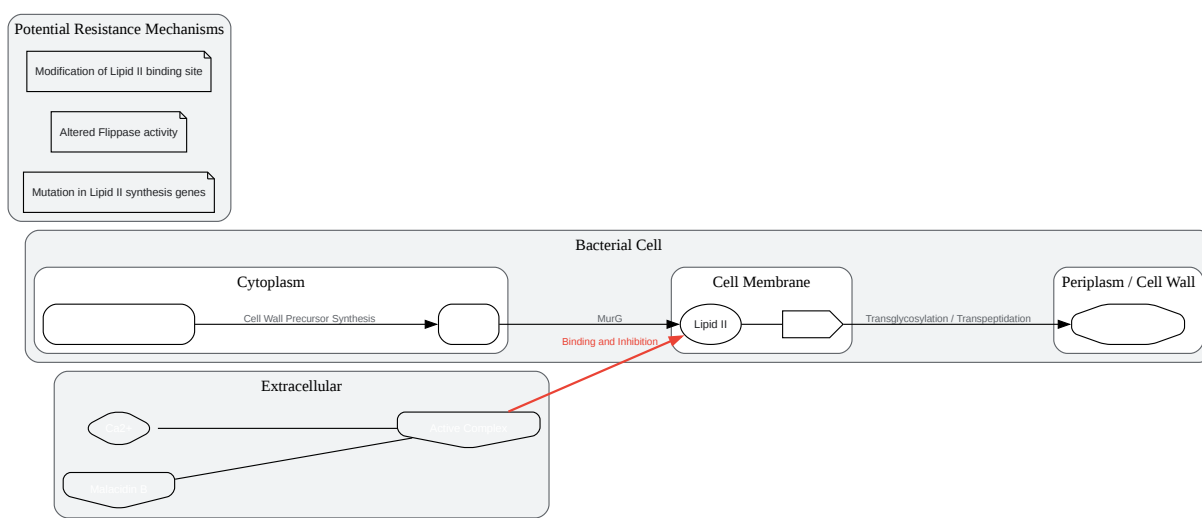 Potential Resistance Mechanisms
Modification of Lipid II binding site
Altered Flippase activity
Mutation in Lipid II synthesis genes
Bacterial Cell
Cytoplasm
Cell Wall Precursor Synthesis
MurG
Cell Membrane
Lipid II
Transglycosylation / Transpeptidation
Periplasm / Cell Wall
Binding and Inhibition
Extracellular
Ca2+
Active Complex